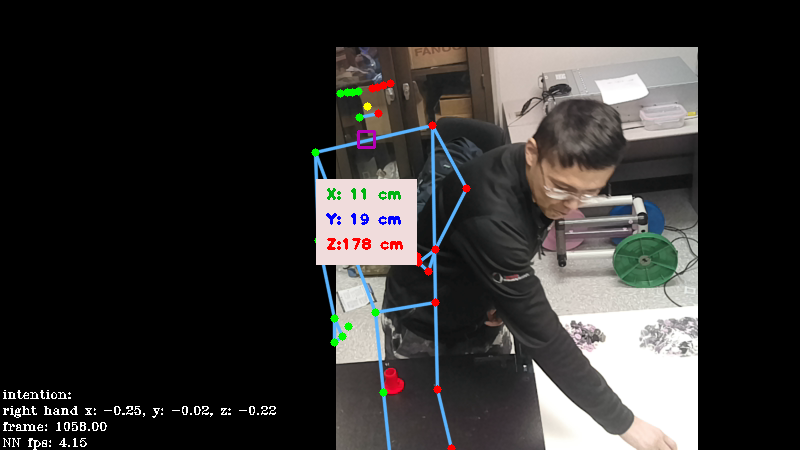 FANUC
X: 11 cm
Y: 19 cm
Z:178 cm
intention:
right hand x: -0.25, y: -0.02, z: -0.22
frame: 1058.00
NN fps: 4.15